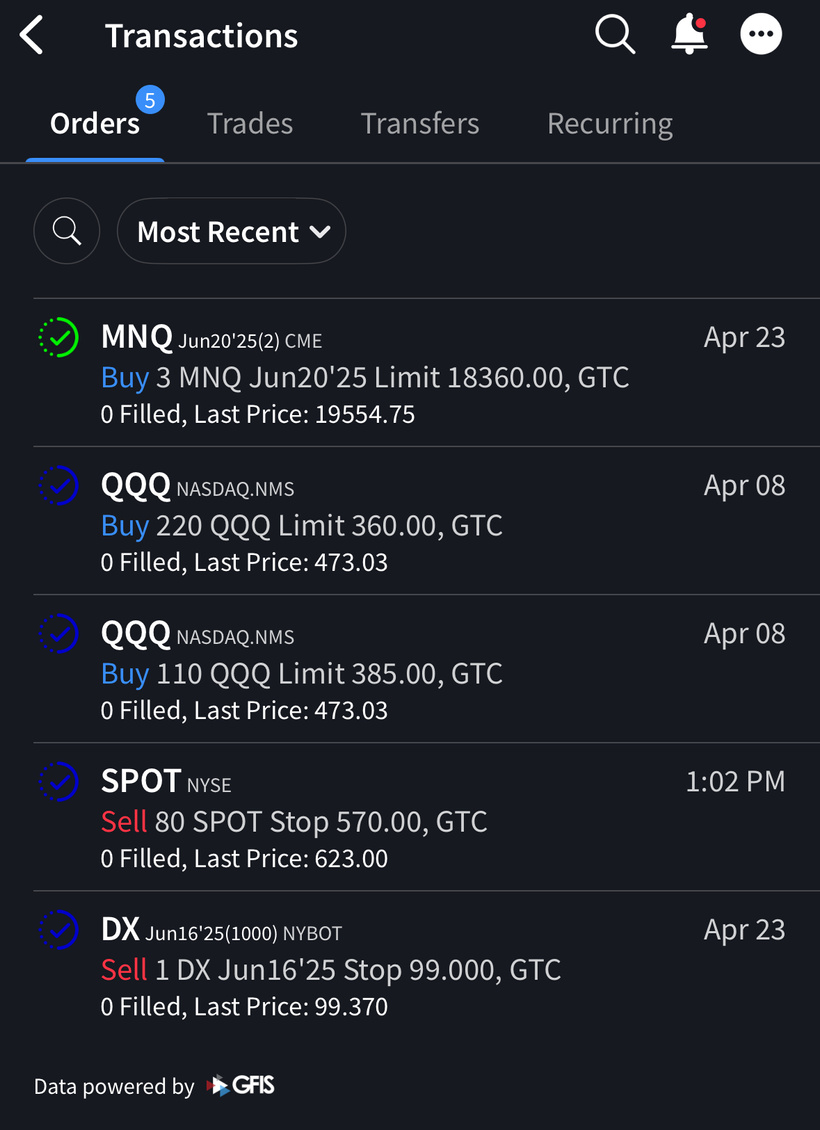 Transactions
Orders 5 Trades Transfers Recurring
Most Recent
MNQ Jun20'25(2) CME Apr 23
Buy 3 MNQ Jun20'25 Limit 18360.00, GTC
0 Filled, Last Price: 19554.75
QQQ NASDAQ.NMS Apr 08
Buy 220 QQQ Limit 360.00, GTC
0 Filled, Last Price: 473.03
QQQ NASDAQ.NMS Apr 08
Buy 110 QQQ Limit 385.00, GTC
0 Filled, Last Price: 473.03
SPOT NYSE 1:02 PM
Sell 80 SPOT Stop 570.00, GTC
0 Filled, Last Price: 623.00
DX Jun16'25(1000) NYBOT Apr 23
Sell 1 DX Jun16'25 Stop 99.000, GTC
0 Filled, Last Price: 99.370
Data powered by GFIS